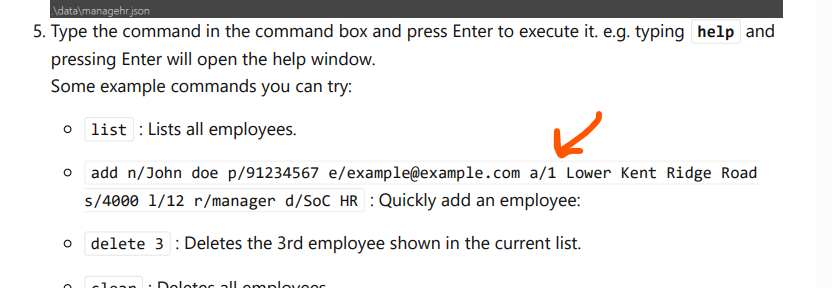 .\data\managehr.json
5. Type the command in the command box and press Enter to execute it. e.g. typing help and
pressing Enter will open the help window.
Some example commands you can try:
list : Lists all employees.
add n/John doe p/91234567 e/example@example.com a/1 Lower Kent Ridge Road
s/4000 l/12 r/manager d/SoC HR : Quickly add an employee:
delete 3 : Deletes the 3rd employee shown in the current list.
clear : Deletes all employees